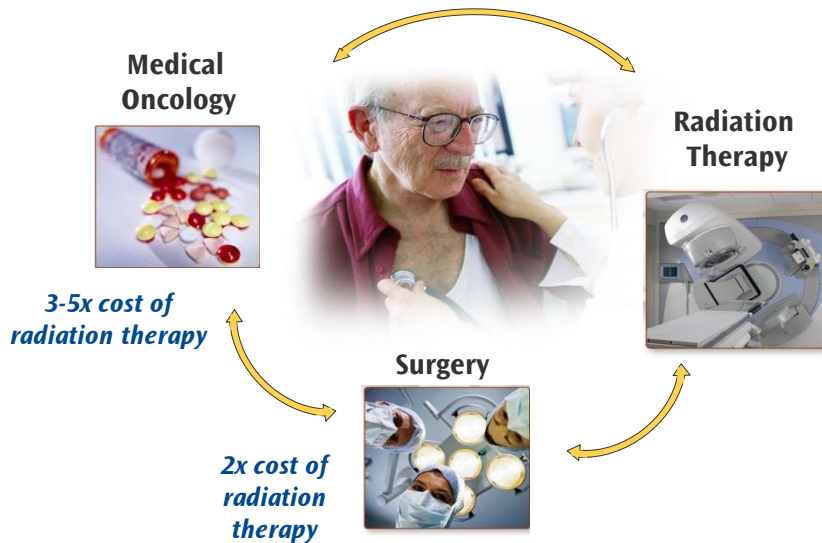 Medical
Oncology
Radiation
Therapy
3-5x cost of
radiation therapy
Surgery
2x cost of
radiation
therapy